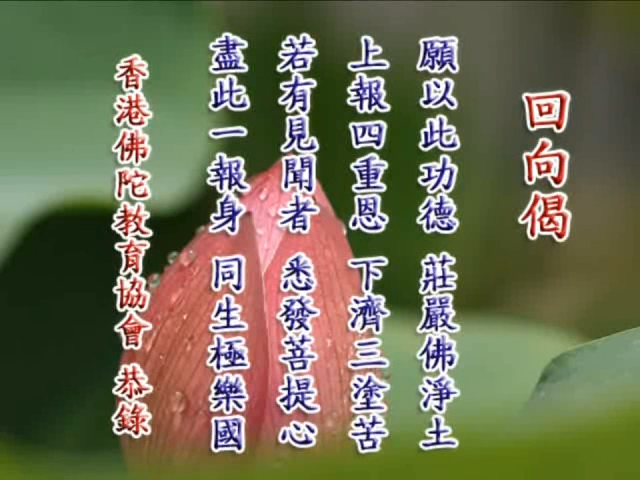 回向偈
願以此功德 莊嚴佛淨土
上報四重恩 下濟三塗苦
若有見聞者 悉發菩提心
盡此一報身 同生極樂國
香港佛陀教育協會 恭錄